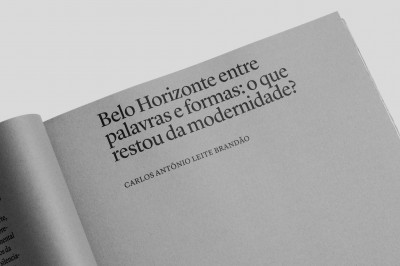 Belo Horizonte entre
palavras e formas: o que
restou da modernidade?
CARLOS ANTÔNIO LEITE BRANDÃO